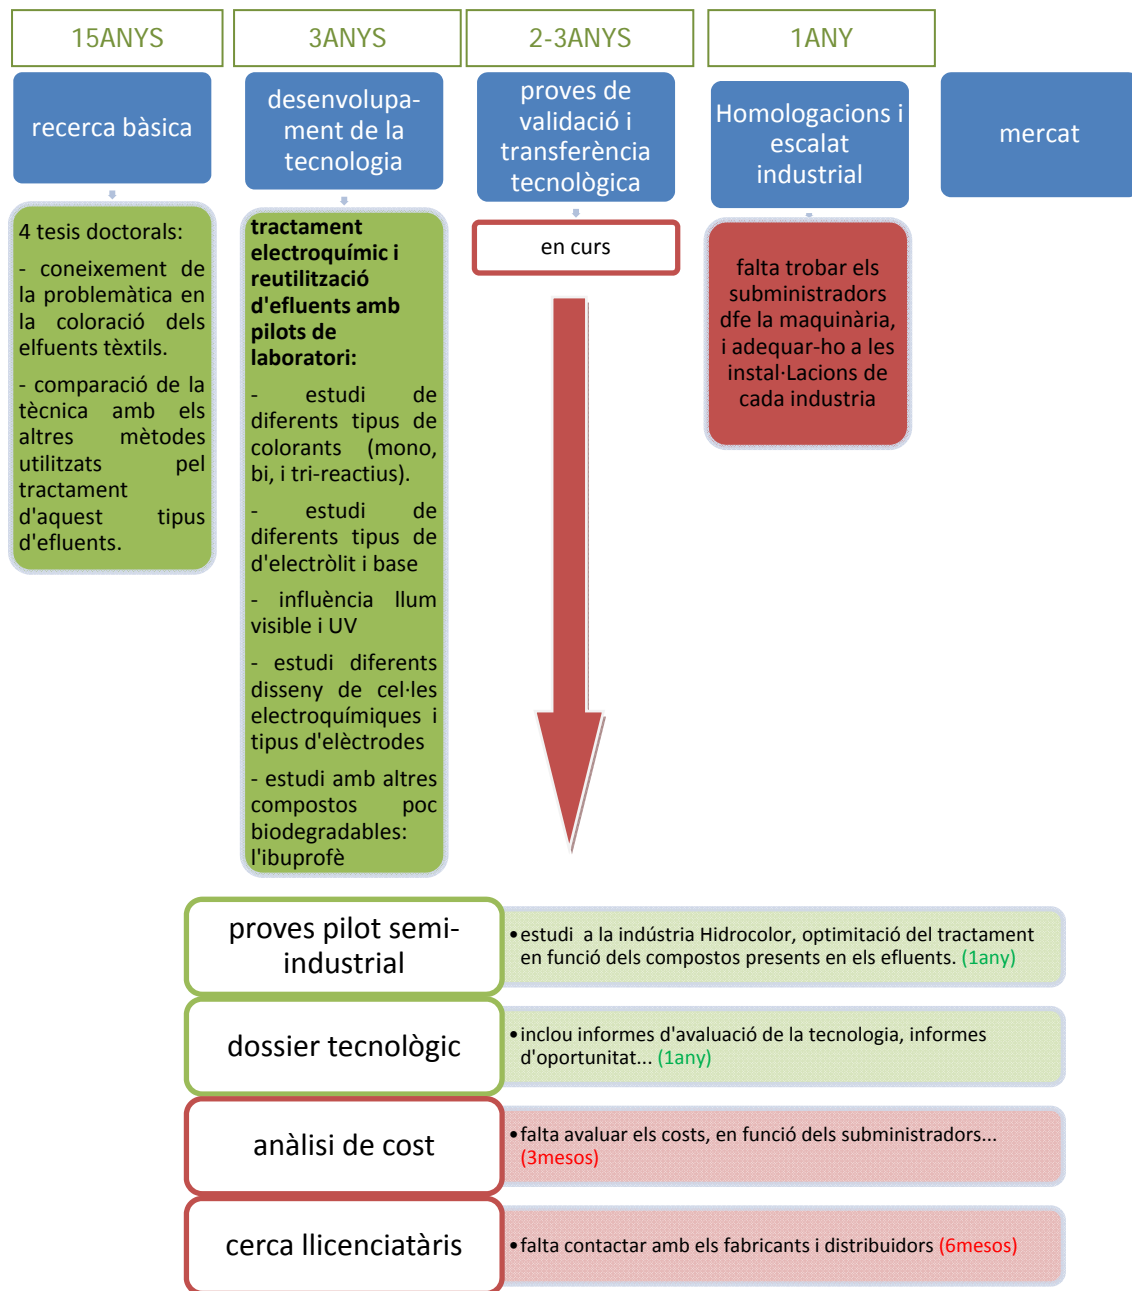 15ANYS
3ANYS
2-3ANYS
1ANY
recerca bàsica
desenvolupa-
ment de la
tecnologia
proves de
validació i
transferència
tecnològica
Homologacions i
escalat
industrial
mercat
4 tesis doctorals:
- coneixement de
la problemàtica en
la coloració dels
elfuents tèxtils.
- comparació de la
tècnica amb els
altres mètodes
utilitzats pel
tractament
d'aquest tipus
d'efluents.
tractament
electroquímic i
reutilització
d'efluents amb
pilots de
laboratori:
- estudi de
diferents tipus de
colorants (mono,
bi, i tri-reactius).
- estudi de
diferents tipus de
d'electròlit i base
- influència llum
visible i UV
- estudi diferents
disseny de cel·les
electroquímiques i
tipus d'elèctrodes
- estudi amb altres
compostos poc
biodegradables:
l'ibuprofè
en curs
falta trobar els
subministradors
dfe la maquinària,
i adequar-ho a les
instal·Lacions de
cada industria
proves pilot semi-
industrial
•estudi a la indústria Hidrocolor, optimitació del tractament
en funció dels compostos presents en els efluents. (1any)
dossier tecnològic
•inclou informes d'avaluació de la tecnologia, informes
d'oportunitat... (1any)
anàlisi de cost
•falta avaluar els costs, en funció dels subministradors...
(3mesos)
cerca llicenciatàris
•falta contactar amb els fabricants i distribuidors (6mesos)